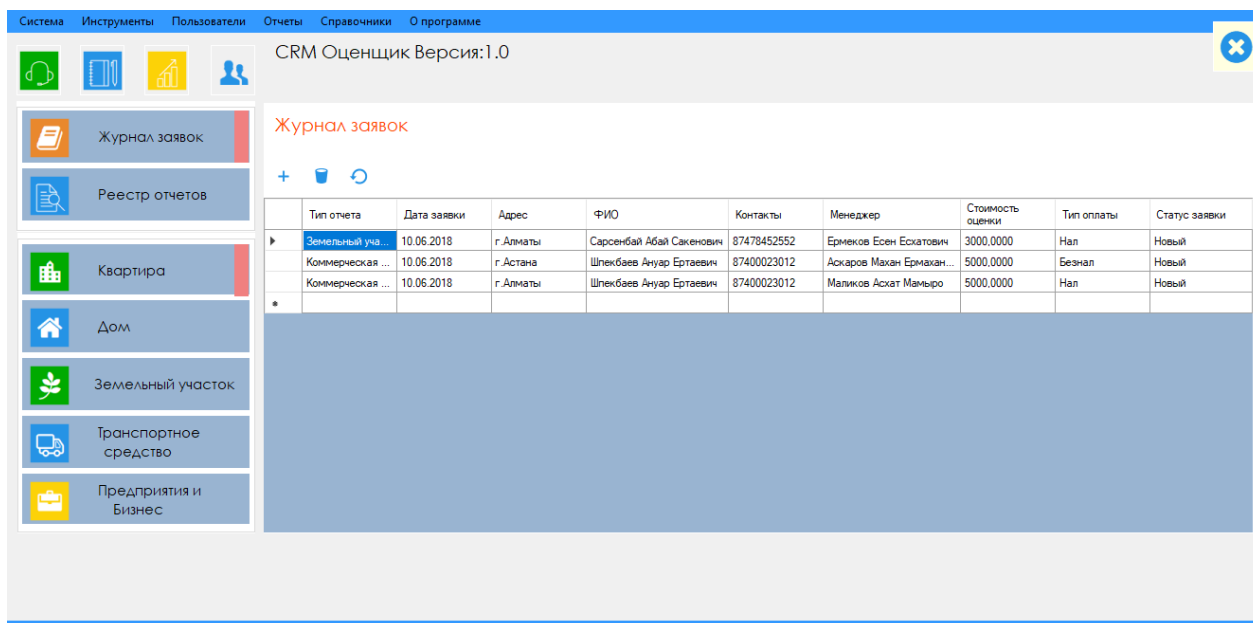 Система Инструменты Пользователи Отчеты Справочники О программе
CRM Оценщик Версия:1.0
Журнал заявок
Реестр отчетов
Квартира
Дом
Земельный участок
Транспортное
средство
Предприятия и
Бизнес
Журнал заявок
Тип отчета Дата заявки Адрес ФИО Контакты Менеджер Стоимость оценки Тип оплаты Статус заявки
Земельный уча... 10.06.2018 г.Алматы Сарсенбай Абай Сакенович 87478452552 Ермеков Есен Есхатович 3000,0000 Нал Новый
Коммерческая ... 10.06.2018 г.Астана Шпекбаев Ануар Ертаевич 87400023012 Аскаров Махан Ермахан... 5000,0000 Безнал Новый
Коммерческая ... 10.06.2018 г.Алматы Шпекбаев Ануар Ертаевич 87400023012 Маликов Асхат Мамыро 5000,0000 Нал Новый